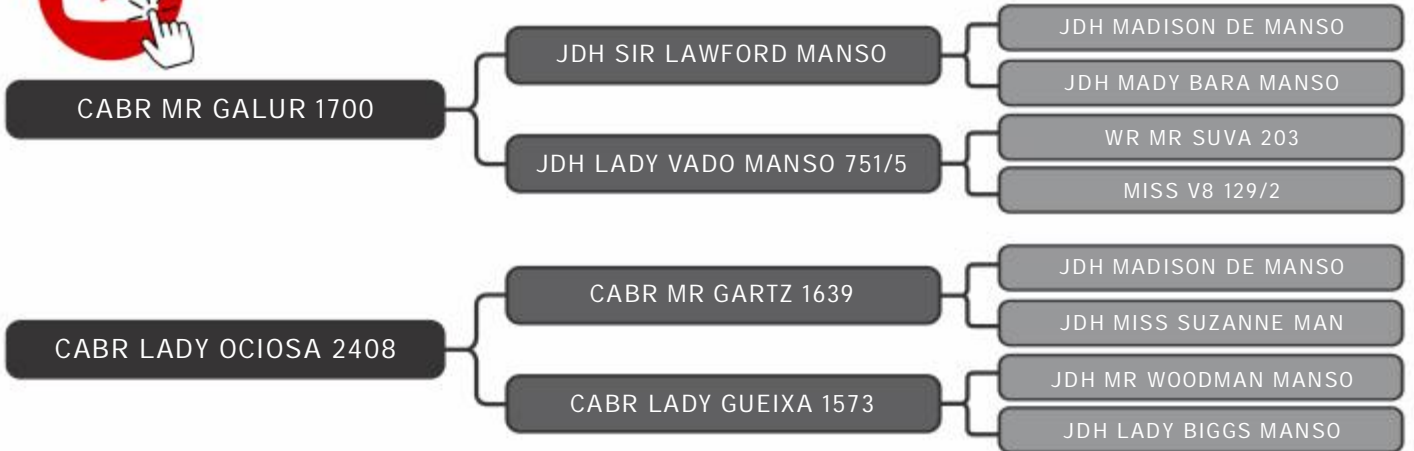 CABR MR GALUR 1700
JDH SIR LAWFORD MANSO
JDH MADISON DE MANSO
JDH MADY BARA MANSO
JDH LADY VADO MANSO 751/5
WR MR SUVA 203
MISS V8 129/2
CABR LADY OCIOSA 2408
CABR MR GARTZ 1639
JDH MADISON DE MANSO
JDH MISS SUZANNE MAN
CABR LADY GUEIXA 1573
JDH MR WOODMAN MANSO
JDH LADY BIGGS MANSO